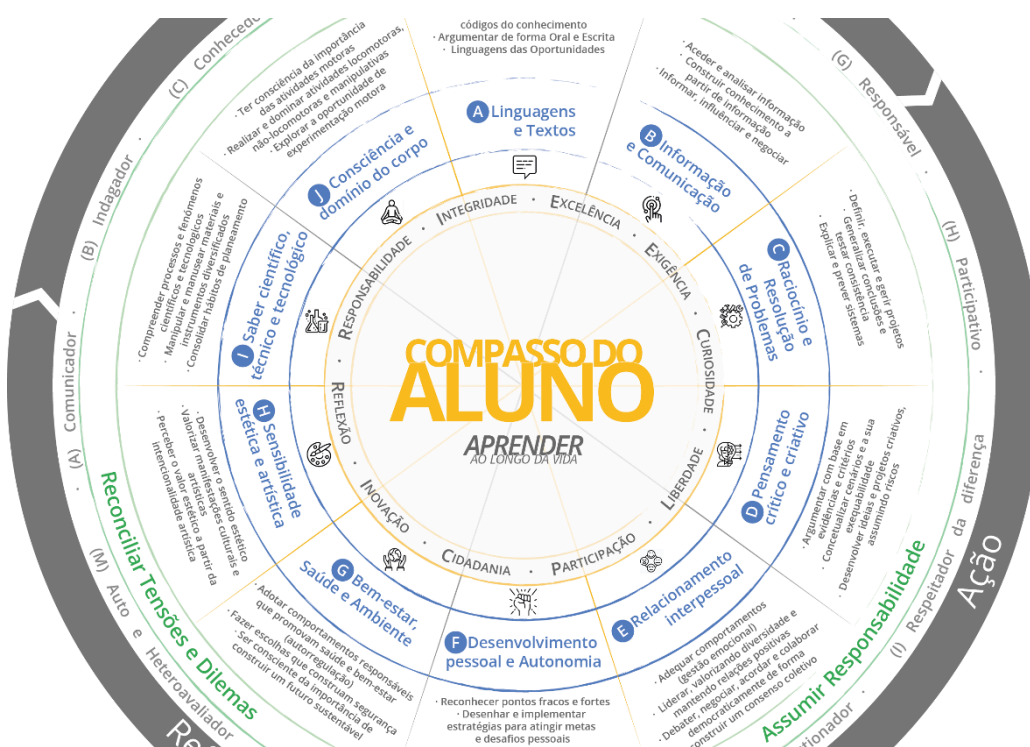 COMPASSO DO
ALUNO
APRENDER
AO LONGO DA VIDA
INTEGRIDADE · EXCELÊNCIA · EXIGÊNCIA · CURIOSIDADE · LIBERDADE · PARTICIPAÇÃO · CIDADANIA · INOVAÇÃO · REFLEXÃO · RESPONSABILIDADE ·
A Linguagens
e Textos
códigos do conhecimento
· Argumentar de forma Oral e Escrita
· Linguagens das Oportunidades
B Informação
e Comunicação
· Aceder e analisar informação
· Construir conhecimento a
partir de informação
· Informar, influenciar e negociar
C Raciocínio e
Resolução
de Problemas
· Definir, executar e gerir projetos
· Generalizar conclusões e
testar consistência
· Explicar e prever sistemas
D Pensamento
crítico e criativo
· Argumentar com base em
evidências e critérios
· Concetualizar cenários e a sua
exequabilidade
· Desenvolver ideias e projetos criativos,
assumindo riscos
E Relacionamento
interpessoal
· Adequar comportamentos
(gestão emocional)
· Liderar, valorizando diversidade e
mantendo relações positivas
· Debater, negociar, acordar e colaborar
democraticamente de forma
construir um consenso coletivo
F Desenvolvimento
pessoal e Autonomia
· Reconhecer pontos fracos e fortes
· Desenhar e implementar
estratégias para atingir metas
e desafios pessoais
G Bem-estar,
Saúde e Ambiente
· Adotar comportamentos responsáveis
que promovam saúde e bem-estar
(autorregulação)
· Fazer escolhas que construam segurança
· Ser consciente da importância de
construir um futuro sustentável
H Sensibilidade
estética e artística
· Desenvolver o sentido estético
· Valorizar manifestações culturais e
artísticas
· Perceber o valor estético a partir da
intencionalidade artística
I Saber científico,
técnico e tecnológico
· Compreender processos e fenómenos
científicos e tecnologicos
· Manipular e manusear materiais e
instrumentos diversificados
· Consolidar hábitos de planeamento
J Consciência e
domínio do corpo
· Ter consciência da importância
das atividades motoras
· Realizar e dominar atividades locomotoras,
não-locomotoras e manipulativas
· Explorar a oportunidade de
experimentação motora
(M) Auto e Heteroavaliador
· (A) Comunicador ·
(B) Indagador ·
(C) Conhecedo
(G) Responsável ·
(H) Participativo ·
(I) Respeitador da diferença
tionador ·
Reconciliar Tensões e Dilemas
Assumir Responsabilidade
Ação